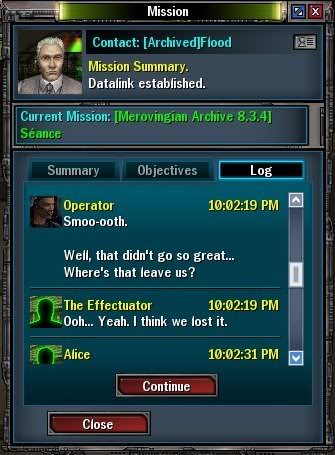 Mission
Contact: [Archived]Flood
Mission Summary.
Datalink established.
Current Mission: [Merovingian Archive 8.3.4]
Séance
Summary Objectives Log
Operator 10:02:19 PM
Smoo-ooth.
Well, that didn't go so great...
Where's that leave us?
The Effectuator 10:02:19 PM
Ooh... Yeah. I think we lost it.
Alice 10:02:31 PM
Continue
Close